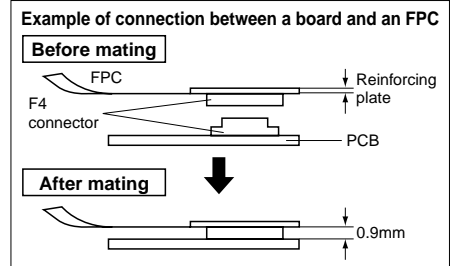 Example of connection between a board and an FPC
Before mating
FPC
Reinforcing
plate
F4
connector
PCB
After mating
0.9mm